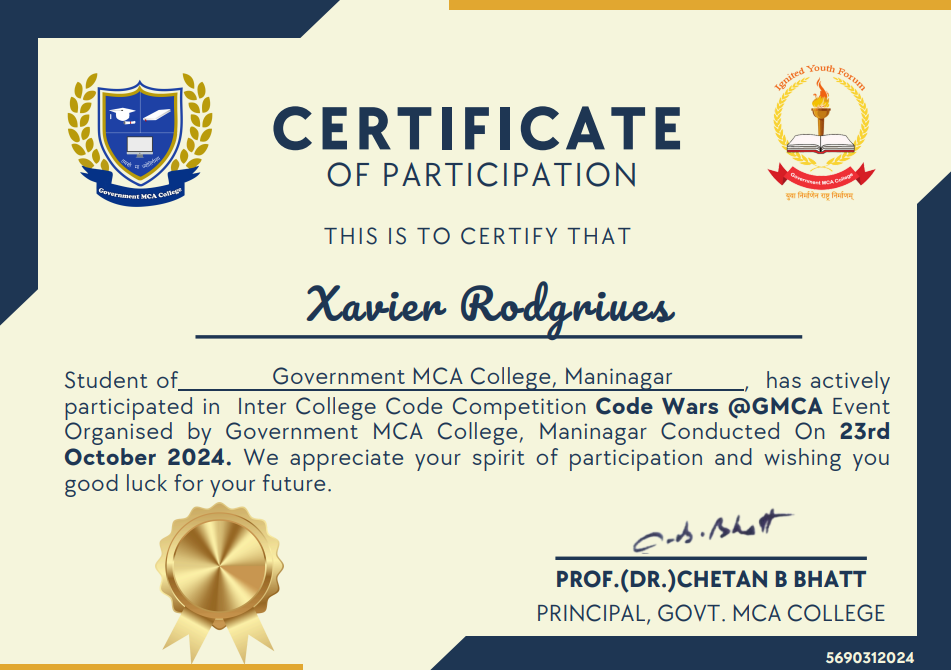 Ignited Youth Forum
CERTIFICATE
OF PARTICIPATION
Government MCA College
Government MCA College
युवा निर्माणेन राष्ट्र निर्माणम्
THIS IS TO CERTIFY THAT
Xavier Rodgriues
Student of Government MCA College, Maninagar, has actively
participated in Inter College Code Competition Code Wars @GMCA Event
Organised by Government MCA College, Maninagar Conducted On 23rd
October 2024. We appreciate your spirit of participation and wishing you
good luck for your future.
C.B.Bhatt
PROF.(DR.)CHETAN B BHATT
PRINCIPAL, GOVT. MCA COLLEGE
5690312024